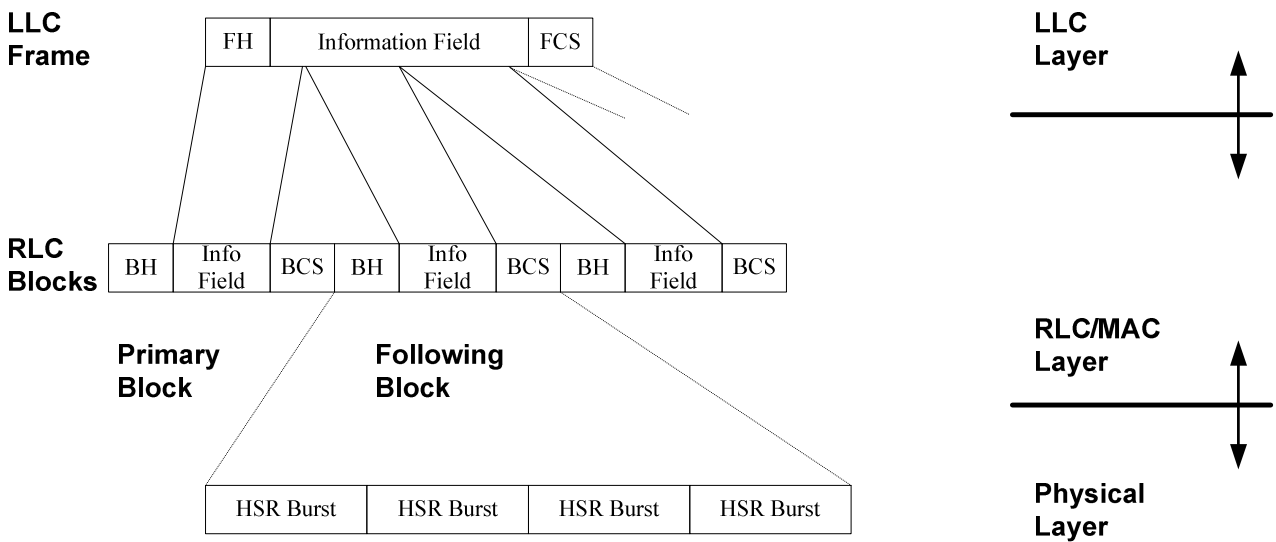 LLC
Frame
FH
Information Field
FCS
LLC
Layer
RLC
Blocks
BH
Info
Field
BCS
BH
Info
Field
BCS
BH
Info
Field
BCS
Primary
Block
Following
Block
RLC/MAC
Layer
HSR Burst
HSR Burst
HSR Burst
HSR Burst
Physical
Layer